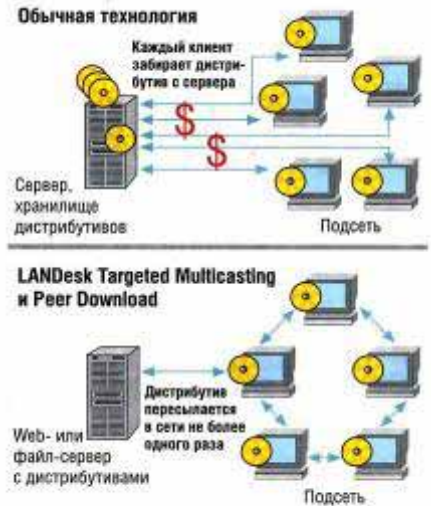 Обычная технология
Каждый клиент
забирает дистри-
бутив с сервера
$
$
Сервер,
хранилище
дистрибутивов
Подсеть
LANDesk Targeted Multicasting
и Peer Download
Дистрибутив
пересылается
в сети не более
одного раза
Web- или
файл-сервер
с дистрибутивами
Подсеть